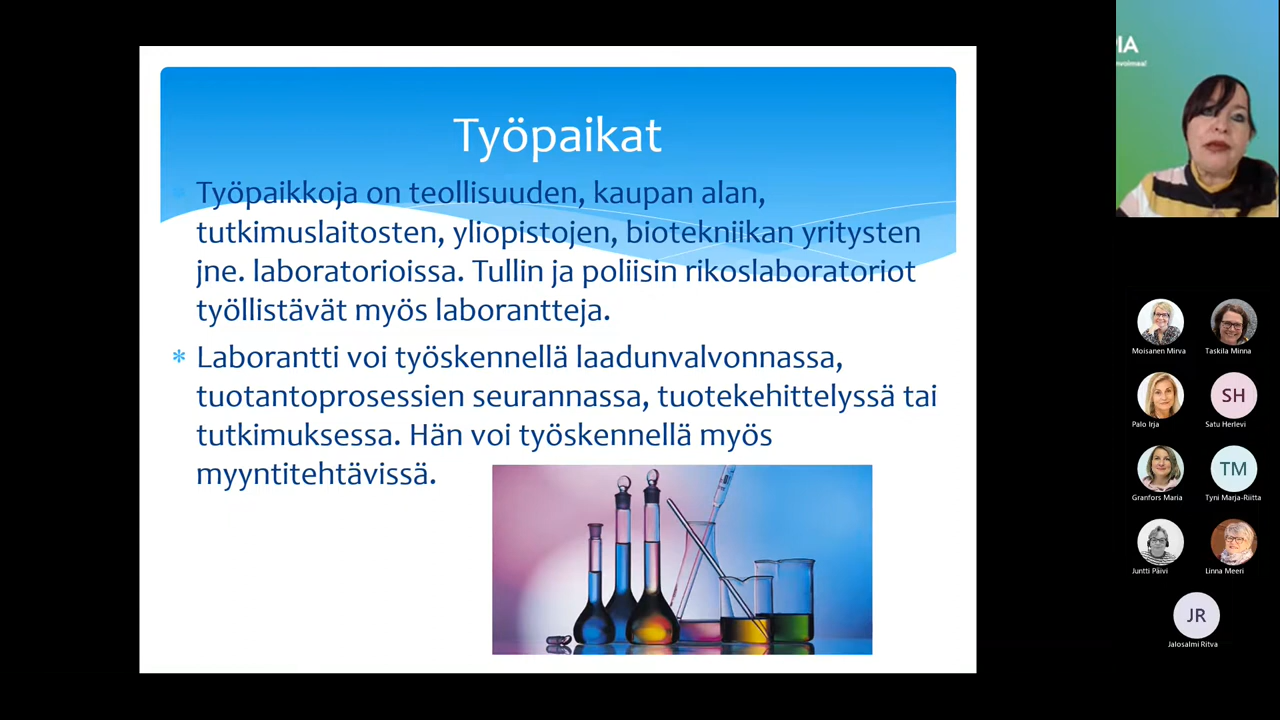 Työpaikat
* Työpaikkoja on teollisuuden, kaupan alan,
tutkimuslaitosten, yliopistojen, biotekniikan yritysten
jne. laboratorioissa. Tullin ja poliisin rikoslaboratoriot
työllistävät myös laborantteja.
* Laborantti voi työskennellä laadunvalvonnassa,
tuotantoprosessien seurannassa, tuotekehittelyssä tai
tutkimuksessa. Hän voi työskennellä myös
myyntitehtävissä.
PIA
nvoimaa!
Moisanen Mirva
Taskila Minna
Palo Irja
SH
Satu Herlevi
Granfors Maria
TM
Tyni Marja-Riitta
Juntti Päivi
Linna Meeri
JR
Jalosalmi Ritva